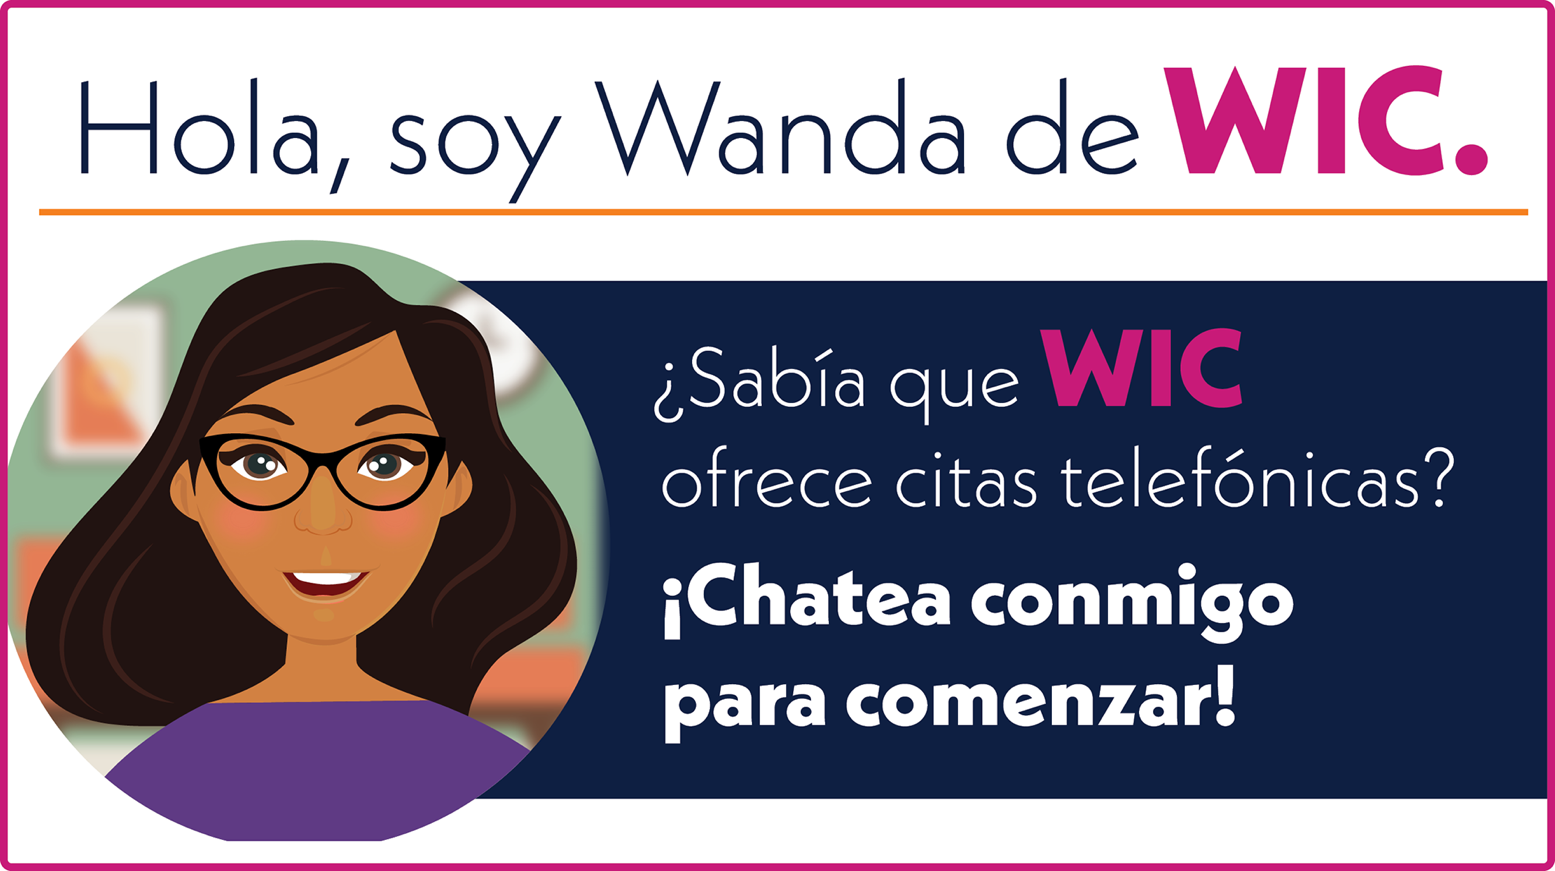 Hola, soy Wanda de WIC.
¿Sabía que WIC
ofrece citas telefónicas?
¡Chatea conmigo
para comenzar!